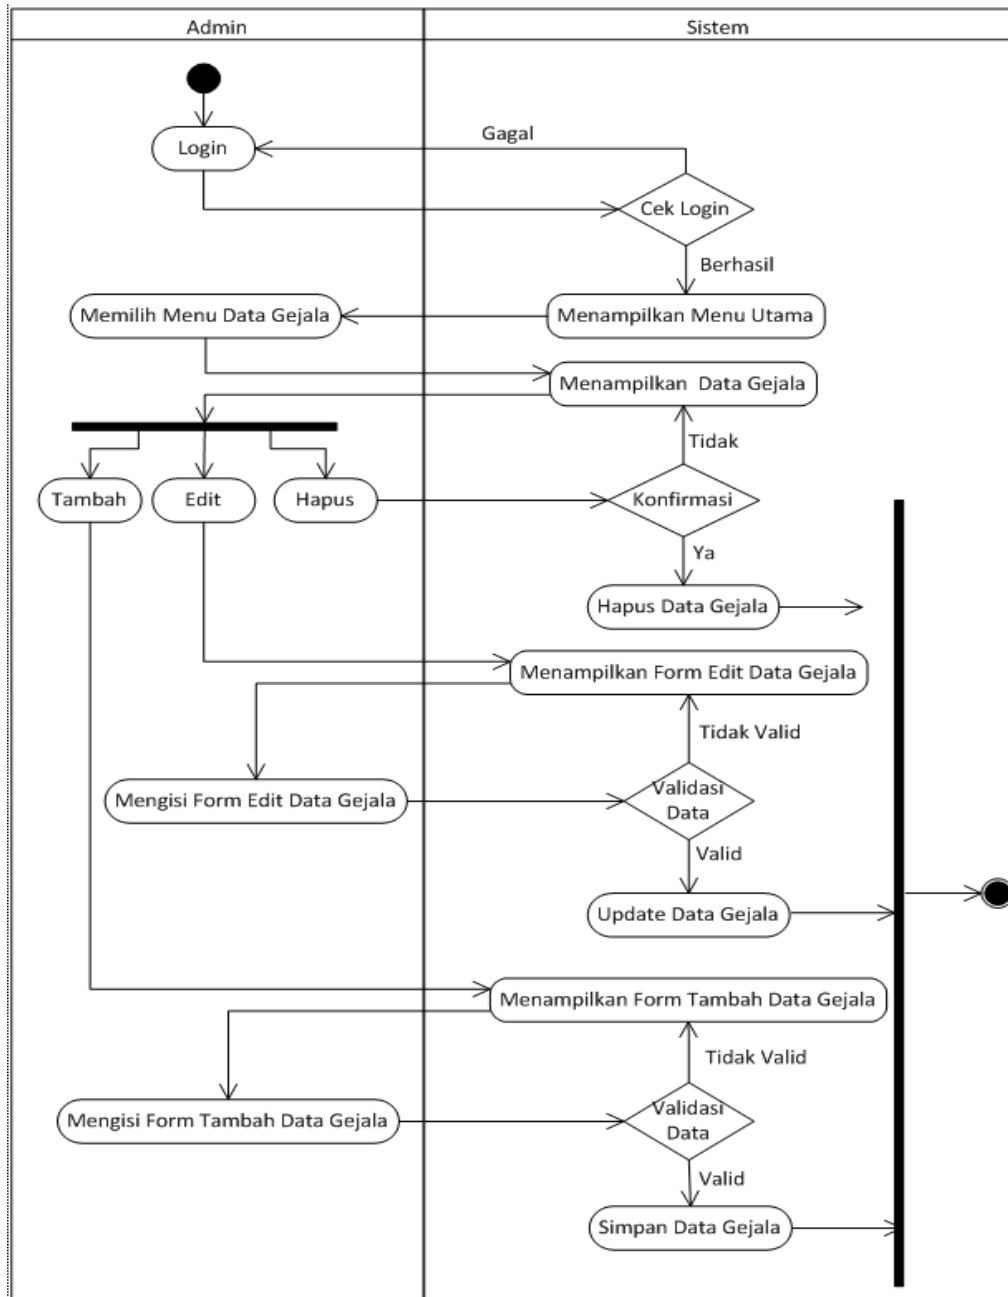 Admin
Sistem
Gagal
Login
Cek Login
Berhasil
Memilih Menu Data Gejala
Menampilkan Menu Utama
Menampilkan Data Gejala
Tidak
Tambah
Edit
Hapus
Konfirmasi
Ya
Hapus Data Gejala
Menampilkan Form Edit Data Gejala
Tidak Valid
Mengisi Form Edit Data Gejala
Validasi
Data
Valid
Update Data Gejala
Menampilkan Form Tambah Data Gejala
Tidak Valid
Mengisi Form Tambah Data Gejala
Validasi
Data
Valid
Simpan Data Gejala